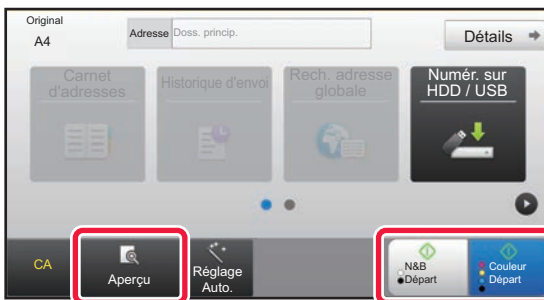 Original
A4
Adresse
Doss. princip.
Détails
Carnet
d'adresses
Historique d'envoi
Rech. adresse
globale
Numér. sur
HDD / USB
CA
Aperçu
Réglage
Auto.
N&B
Départ
Couleur
Départ